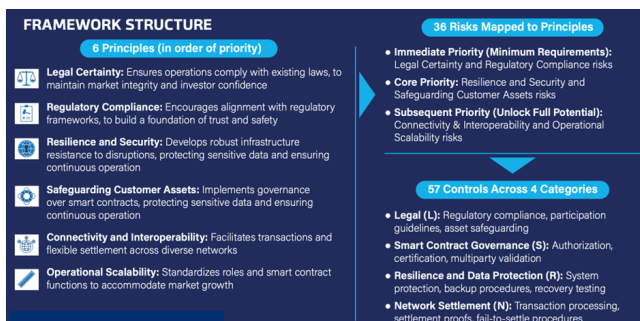 FRAMEWORK STRUCTURE
6 Principles (in order of priority)
Legal Certainty: Ensures operations comply with existing laws, to
maintain market integrity and investor confidence
Regulatory Compliance: Encourages alignment with regulatory
frameworks, to build a foundation of trust and safety
Resilience and Security: Develops robust infrastructure
resistance to disruptions, protecting sensitive data and ensuring
continuous operation
Safeguarding Customer Assets: Implements governance
over smart contracts, protecting sensitive data and ensuring
continuous operation
Connectivity and Interoperability: Facilitates transactions and
flexible settlement across diverse networks
Operational Scalability: Standardizes roles and smart contract
functions to accommodate market growth
36 Risks Mapped to Principles
• Immediate Priority (Minimum Requirements):
Legal Certainty and Regulatory Compliance risks
• Core Priority: Resilience and Security and
Safeguarding Customer Assets risks
• Subsequent Priority (Unlock Full Potential):
Connectivity & Interoperability and Operational
Scalability risks
57 Controls Across 4 Categories
• Legal (L): Regulatory compliance, participation
guidelines, asset safeguarding
• Smart Contract Governance (S): Authorization,
certification, multiparty validation
• Resilience and Data Protection (R): System
protection, backup procedures, recovery testing
• Network Settlement (N): Transaction processing,
settlement proofs, fail-to-settle procedures